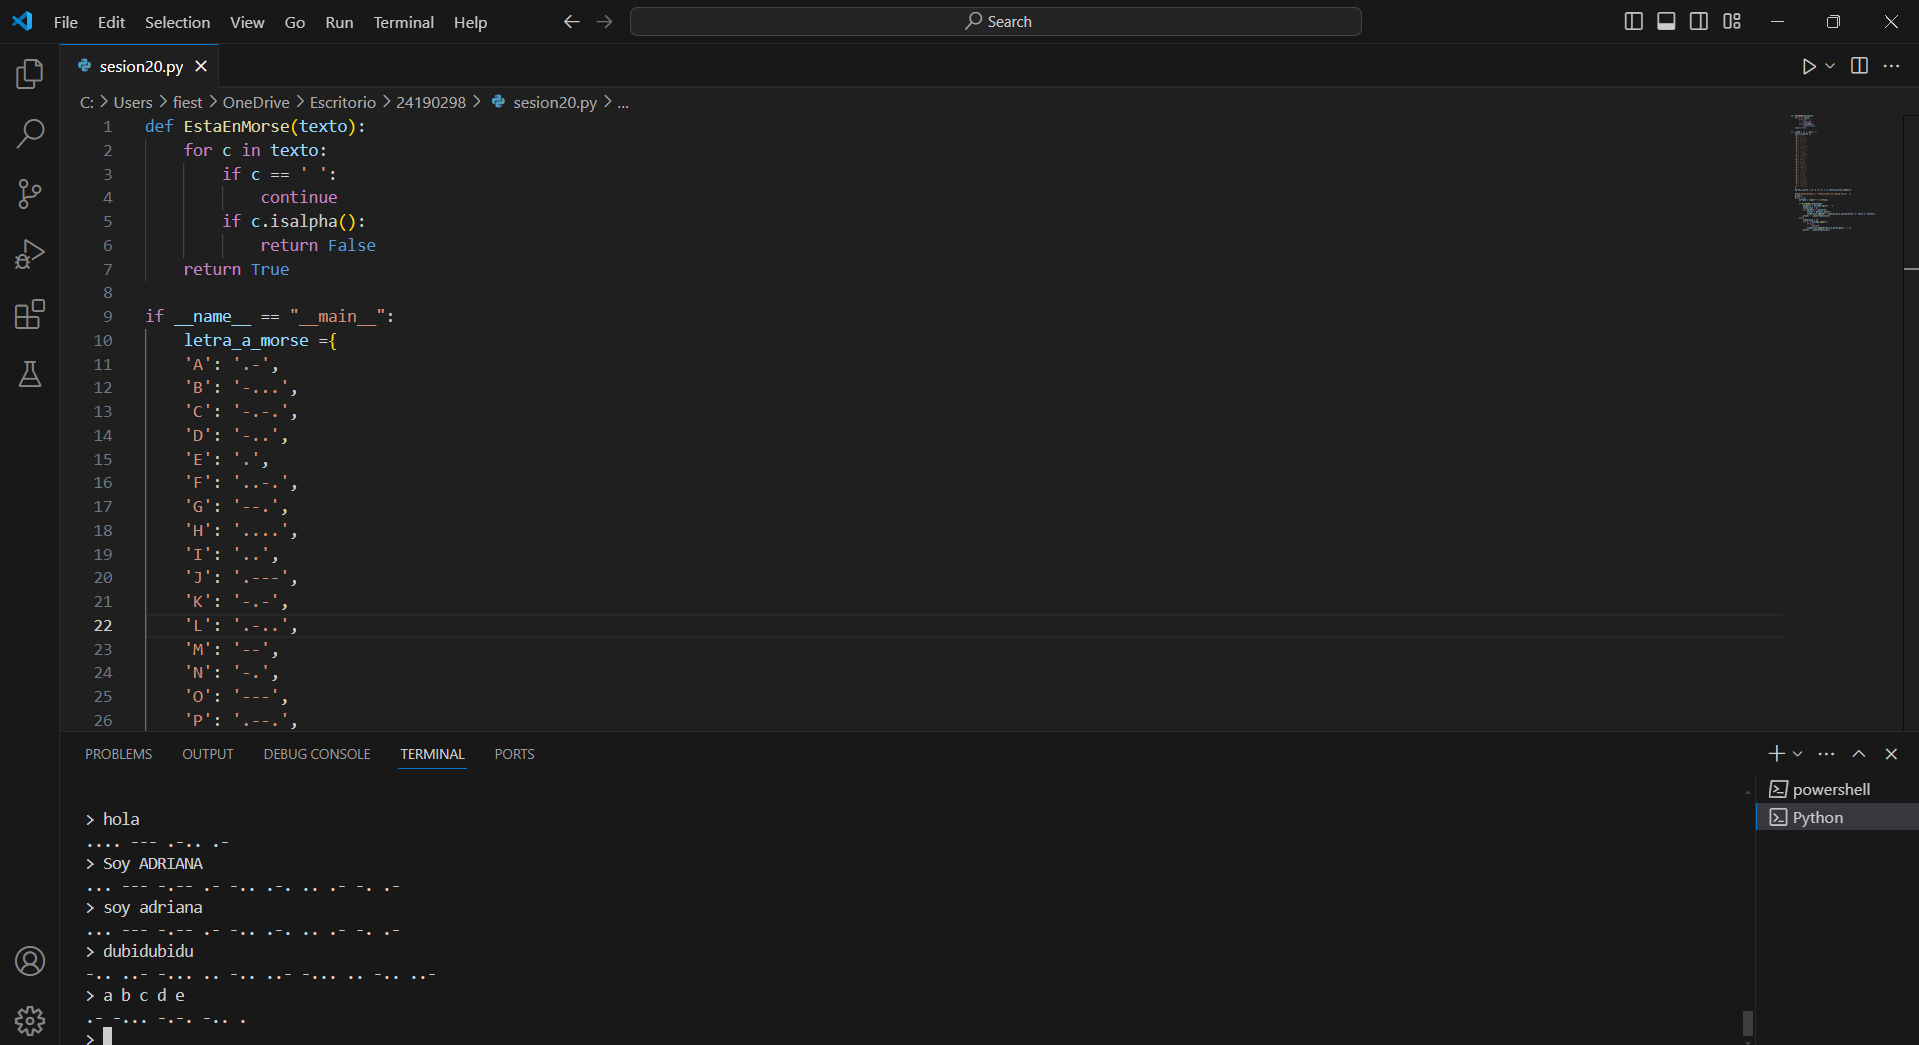 File Edit Selection View Go Run Terminal Help Search
sesion20.py
C: > Users > fiest > OneDrive > Escritorio > 24190298 > sesion20.py > ...
1 def EstaEnMorse(texto):
2 for c in texto:
3 if c == ' ':
4 continue
5 if c.isalpha():
6 return False
7 return True
8
9 if __name__ == "__main__":
10 letra_a_morse ={
11 'A': '.-',
12 'B': '-...',
13 'C': '-.-.',
14 'D': '-..',
15 'E': '.',
16 'F': '..-.',
17 'G': '--.',
18 'H': '....',
19 'I': '..',
20 'J': '.---',
21 'K': '-.-',
22 'L': '.-..',
23 'M': '--',
24 'N': '-.',
25 'O': '---',
26 'P': '.--.',
PROBLEMS OUTPUT DEBUG CONSOLE TERMINAL PORTS
powershell
Python
> hola
.... --- .-.. .-
> Soy ADRIANA
... --- -.-- .- -.. .-. .. .- -. .-
> soy adriana
... --- -.-- .- -.. .-. .. .- -. .-
> dubidubidu
-.. ..- -... .. -.. ..- -... .. -.. ..-
> a b c d e
.- -... -.-. -.. .
>